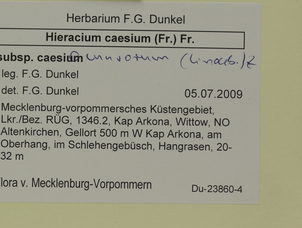 Herbarium F.G. Dunkel
Hieracium caesium (Fr.) Fr.
subsp. caesium
leg. F.G. Dunkel
det. F.G. Dunkel 05.07.2009
Mecklenburg-vorpommersches Küstengebiet,
Lkr./Bez. RÜG, 1346.2, Kap Arkona, Wittow, NO
Altenkirchen, Gellort 500 m W Kap Arkona, am
Oberhang, im Schlehengebüsch, Hangrasen, 20-
32 m
lora v. Mecklenburg-Vorpommern Du-23860-4